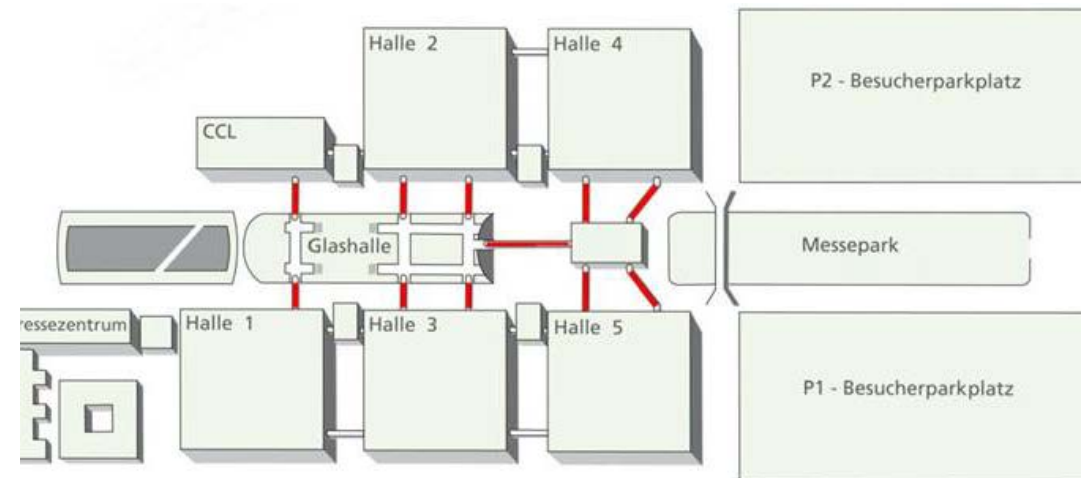 Halle 2
Halle 4
P2 - Besucherparkplatz
CCL
Glashalle
Messepark
ressezentrum
Halle 1
Halle 3
Halle 5
P1 - Besucherparkplatz